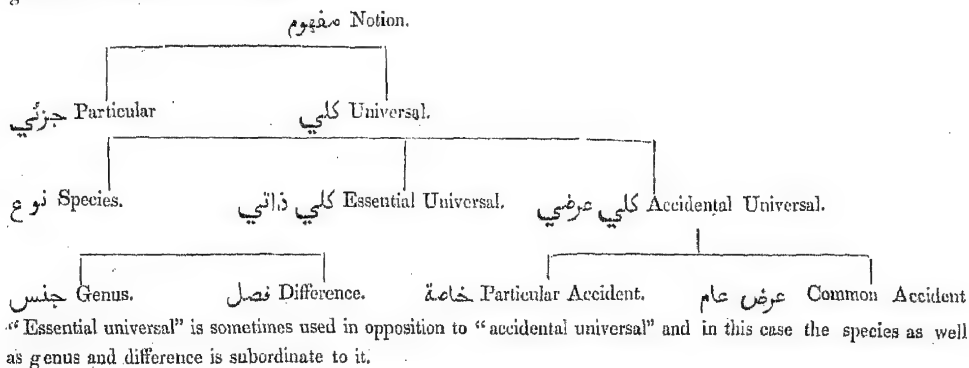 مفهوم Notion.
جزئي Particular كلي Universal.
نوع Species. كلي ذاتي Essential Universal. كلي عرضي Accidental Universal.
جنس Genus. فصل Difference. خاصة Particular Accident. عرض عام Common Accident
“Essential universal” is sometimes used in opposition to “accidental universal” and in this case the species as well
as genus and difference is subordinate to it.